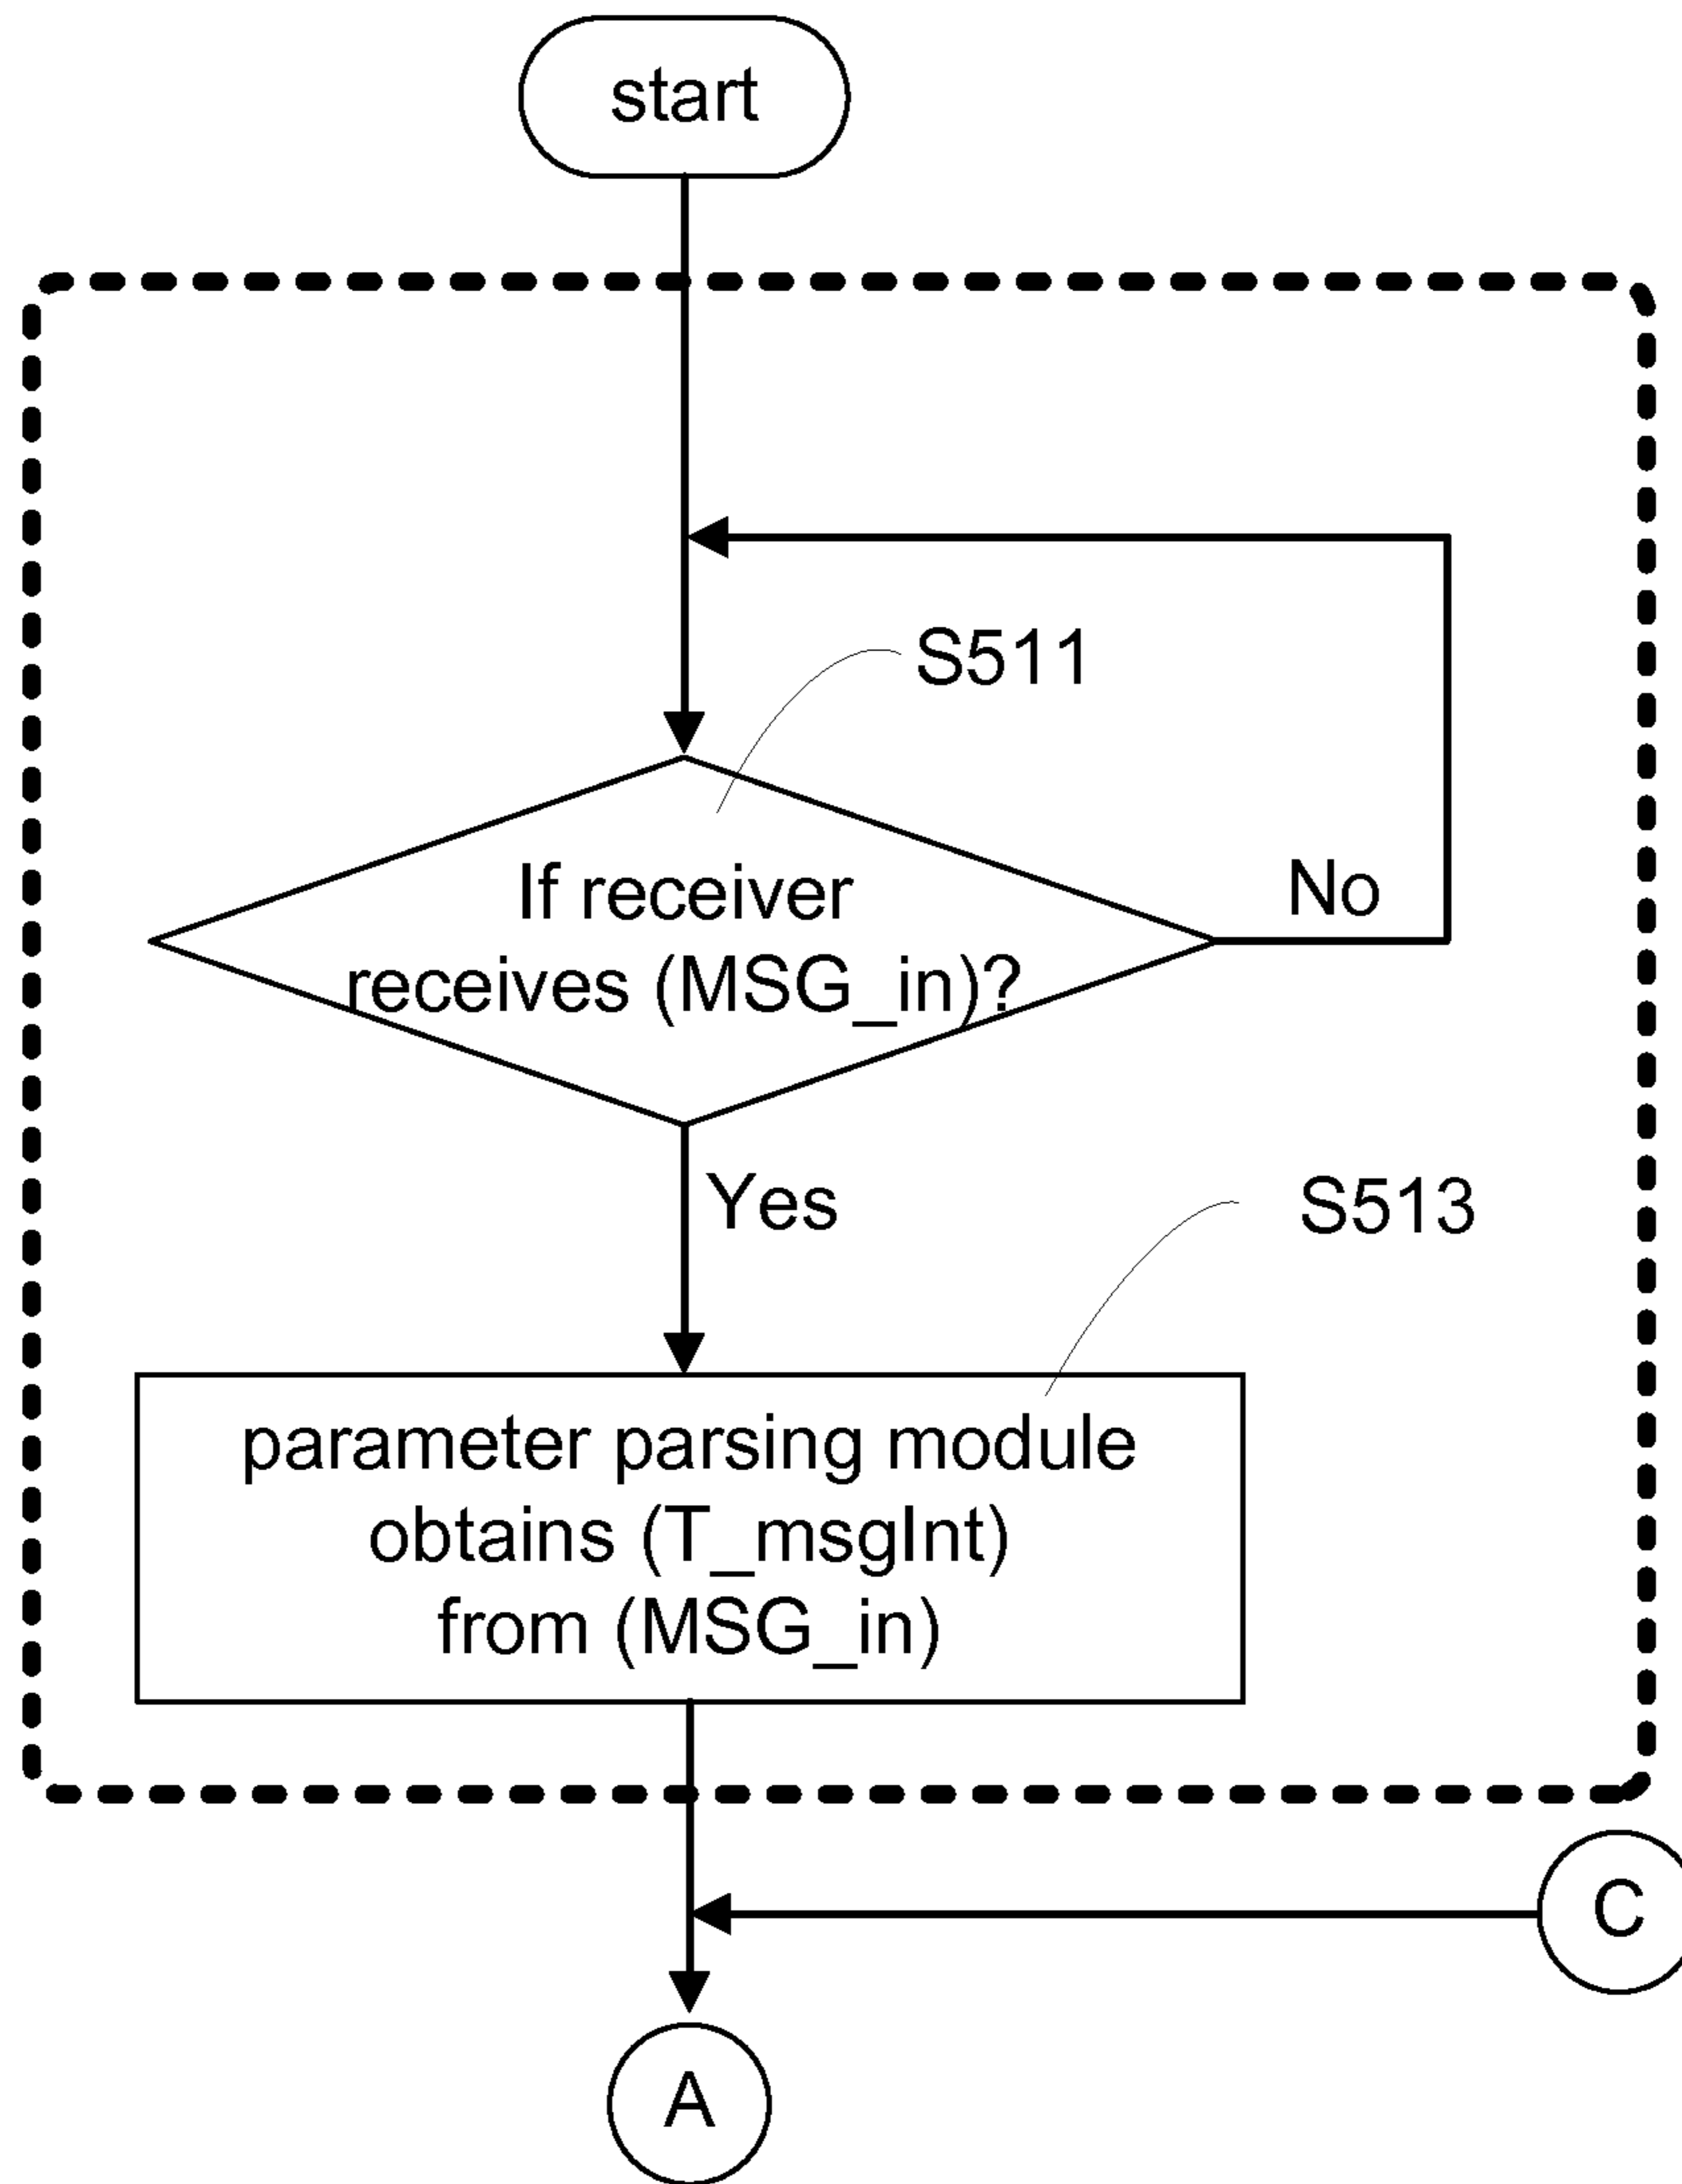 start
S511
If receiver
receives (MSG_in)?
No
Yes
S513
parameter parsing module
obtains (T_msgInt)
from (MSG_in)
C
A